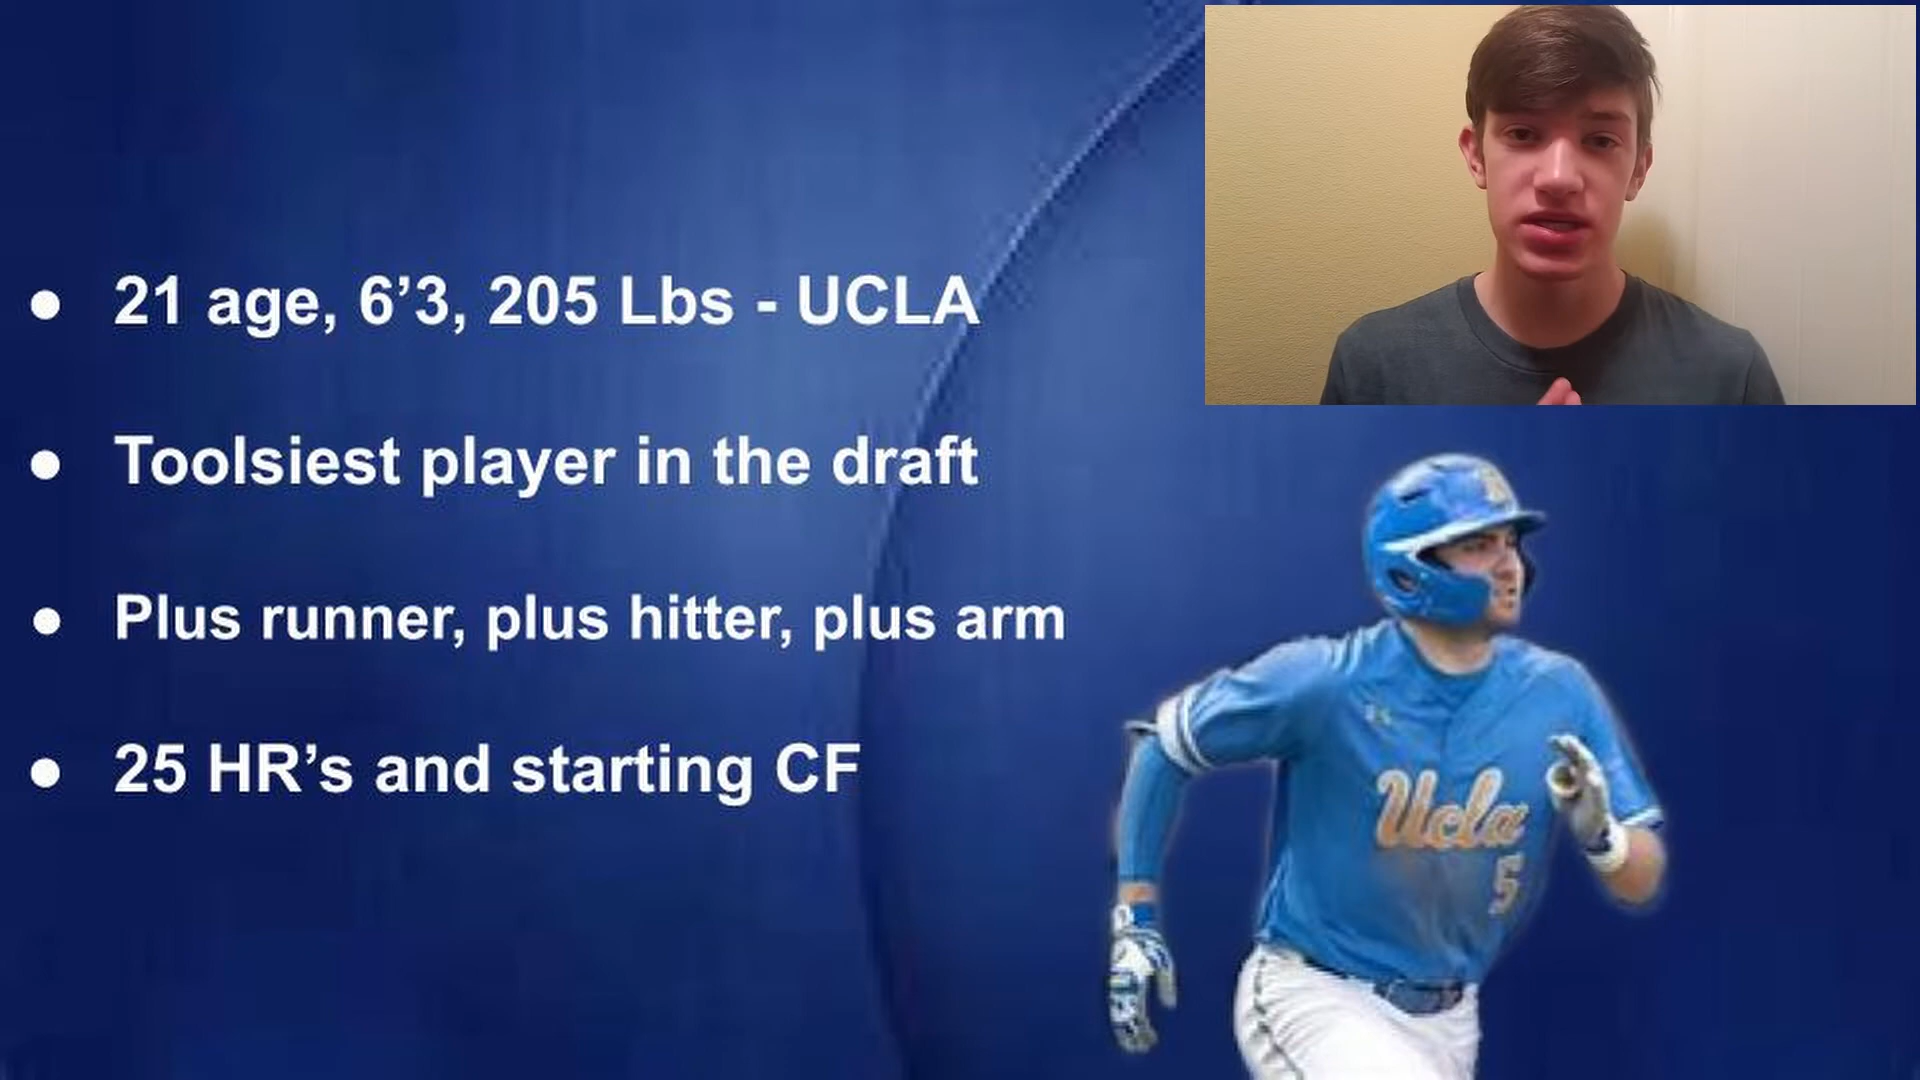 21 age, 6’3, 205 Lbs - UCLA
Toolsiest player in the draft
Plus runner, plus hitter, plus arm
25 HR’s and starting CF
Ucla
5